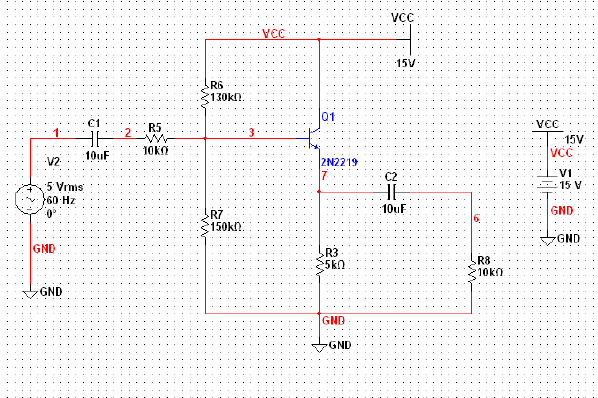 VCC
VCC
15V
R6
130kΩ
Q1
C1
1
2
R5
3
10uF
10kΩ
V2
2N2219
7
C2
10uF
5 Vrms
60 Hz
0°
R7
150kΩ
6
GND
R3
5kΩ
R8
10kΩ
GND
GND
GND
VCC
15V
VCC
V1
15 V
GND
GND